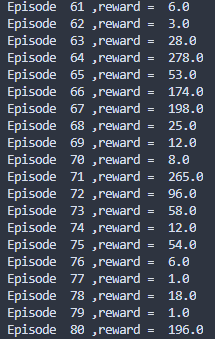 Episode  61 ,reward =  6.0
Episode  62 ,reward =  3.0
Episode  63 ,reward =  28.0
Episode  64 ,reward =  278.0
Episode  65 ,reward =  53.0
Episode  66 ,reward =  174.0
Episode  67 ,reward =  198.0
Episode  68 ,reward =  25.0
Episode  69 ,reward =  12.0
Episode  70 ,reward =  8.0
Episode  71 ,reward =  265.0
Episode  72 ,reward =  96.0
Episode  73 ,reward =  58.0
Episode  74 ,reward =  12.0
Episode  75 ,reward =  54.0
Episode  76 ,reward =  6.0
Episode  77 ,reward =  1.0
Episode  78 ,reward =  18.0
Episode  79 ,reward =  1.0
Episode  80 ,reward =  196.0